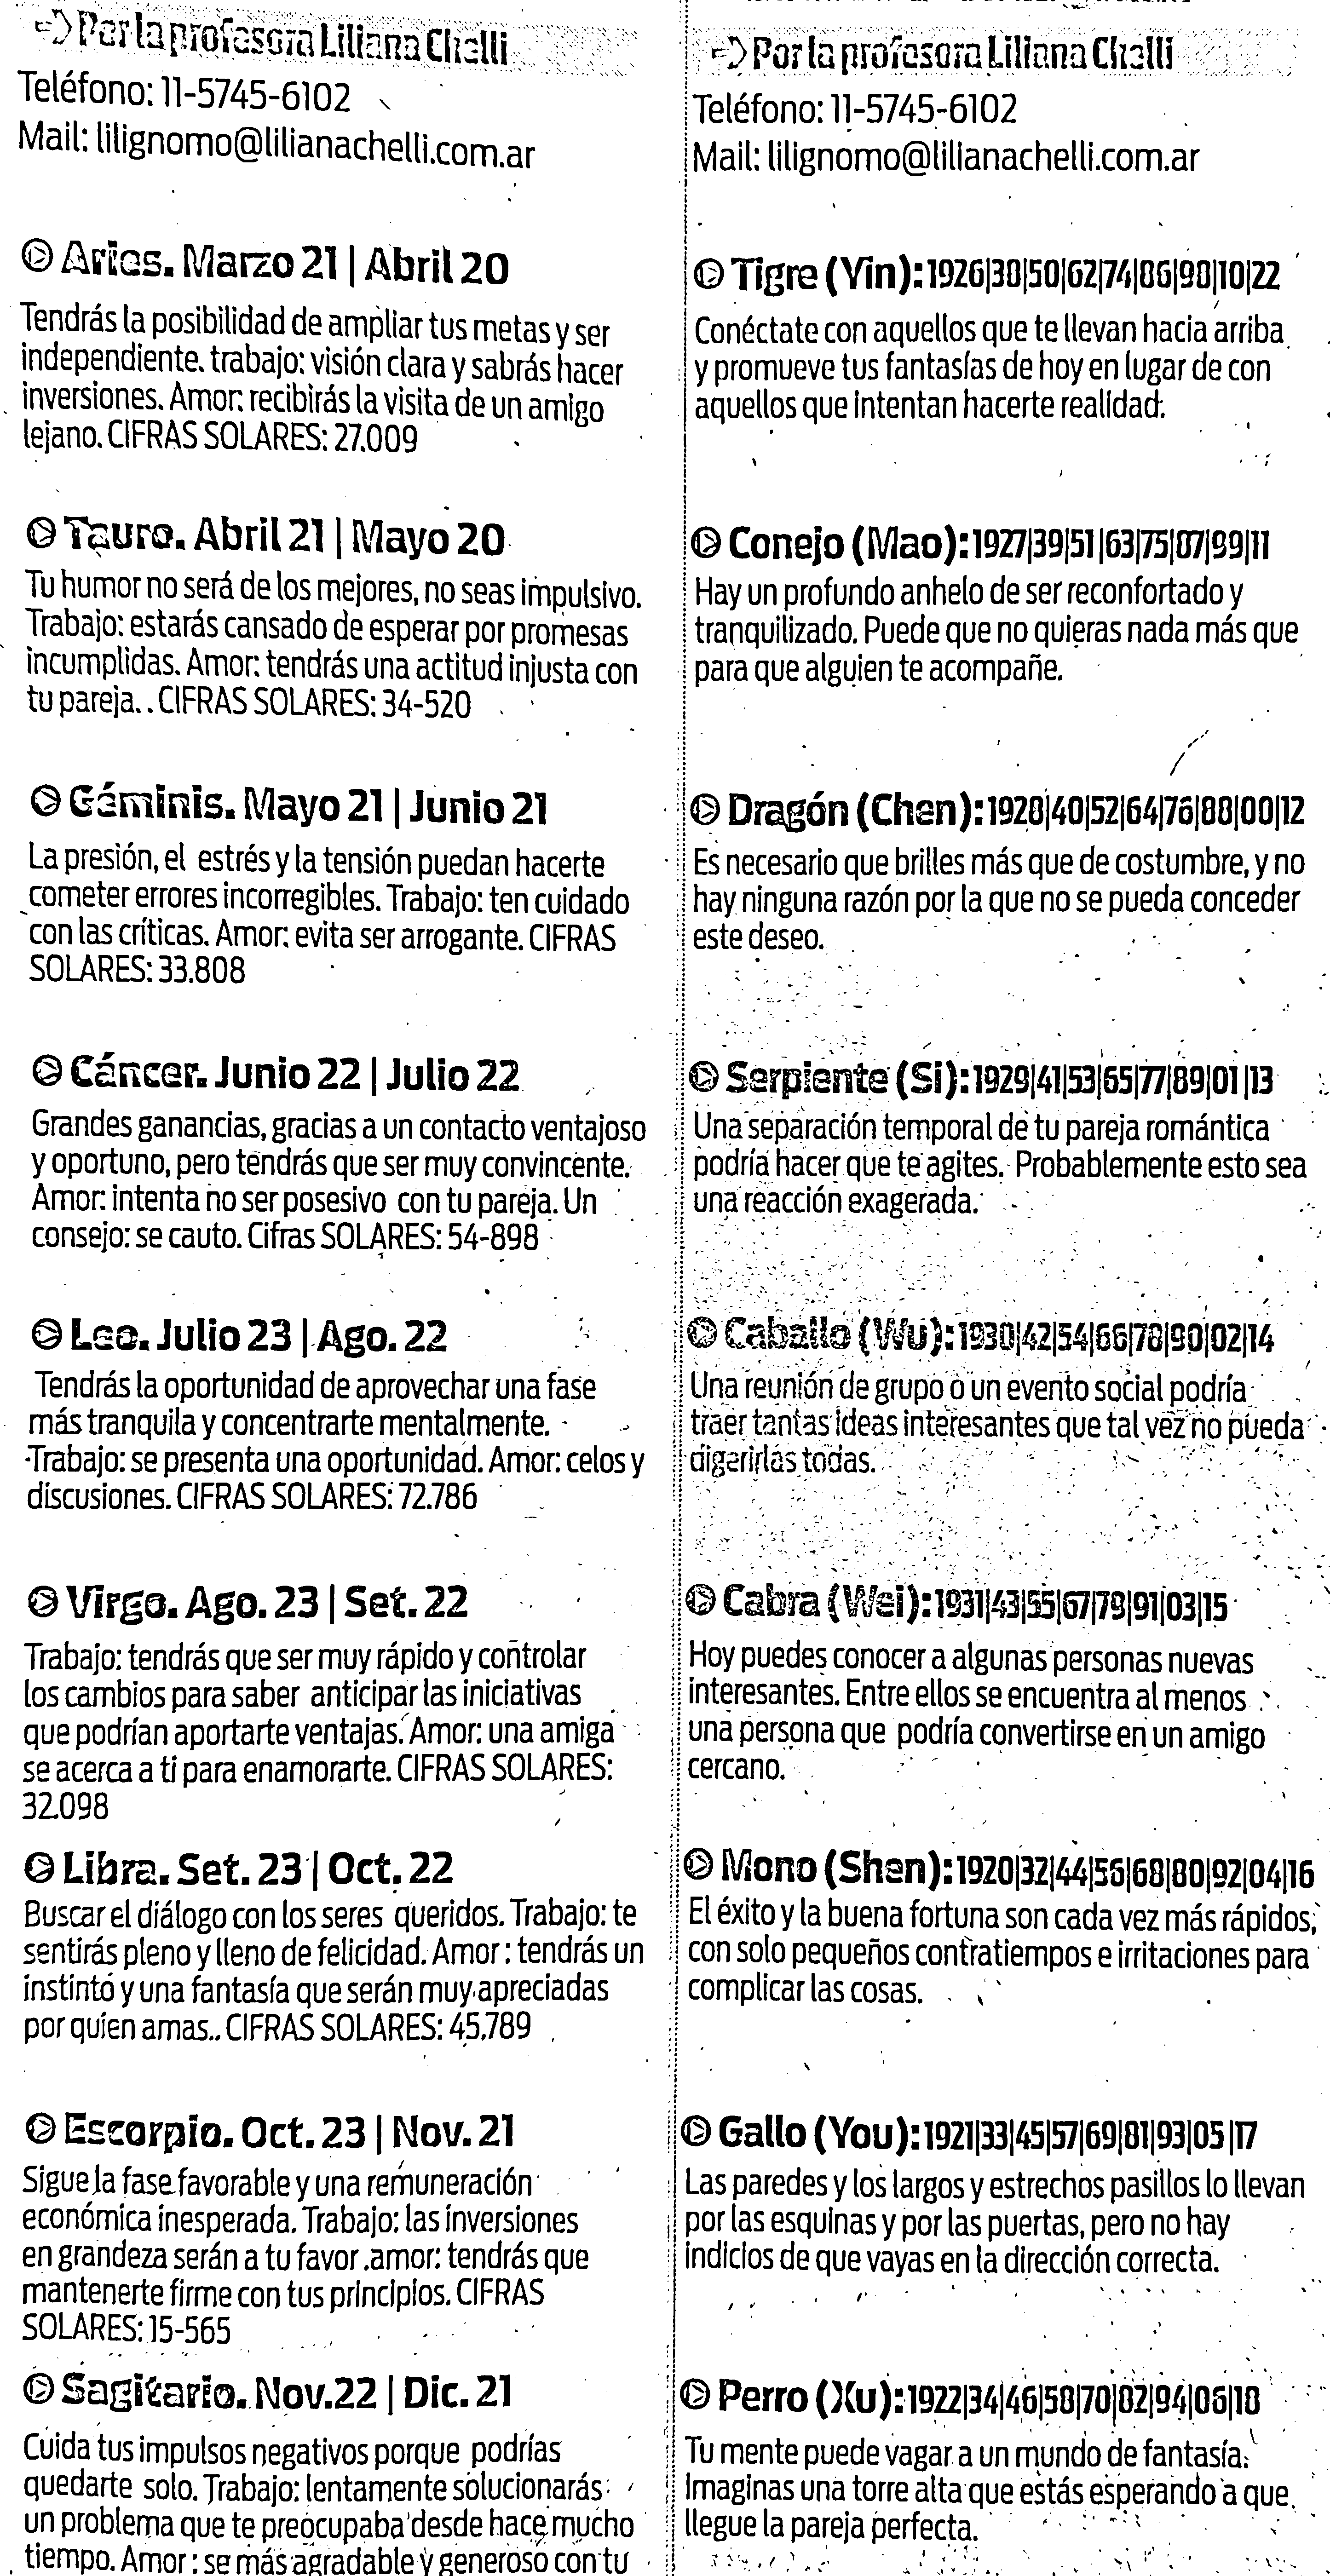 Por la profesora Liliana Chelli
Teléfono: 11-5745-6102
Mail: lilignomo@lilianachelli.com.ar
Aries. Marzo 21 | Abril 20
Tendrás la posibilidad de ampliar tus metas y ser
independiente. trabajo: visión clara y sabrás hacer
inversiones. Amor: recibirás la visita de un amigo
lejano. CIFRAS SOLARES: 27.009
Tauro. Abril 21 | Mayo 20
Tu humor no será de los mejores, no seas impulsivo.
Trabajo: estarás cansado de esperar por promesas
incumplidas. Amor: tendrás una actitud injusta con
tu pareja. . CIFRAS SOLARES: 34-520
Géminis. Mayo 21 | Junio 21
La presión, el estrés y la tensión puedan hacerte
cometer errores incorregibles. Trabajo: ten cuidado
con las críticas. Amor: evita ser arrogante. CIFRAS
SOLARES: 33.808
Cáncer. Junio 22 | Julio 22
Grandes ganancias, gracias a un contacto ventajoso
y oportuno, pero tendrás que ser muy convincente.
Amor: intenta no ser posesivo con tu pareja. Un
consejo: se cauto. Cifras SOLARES: 54-898
Leo. Julio 23 | Ago. 22
Tendrás la oportunidad de aprovechar una fase
más tranquila y concentrarte mentalmente.
Trabajo: se presenta una oportunidad. Amor: celos y
discusiones. CIFRAS SOLARES: 72.786
Virgo. Ago. 23 | Set. 22
Trabajo: tendrás que ser muy rápido y controlar
los cambios para saber anticipar las iniciativas
que podrían aportarte ventajas. Amor: una amiga
se acerca a ti para enamorarte. CIFRAS SOLARES:
32.098
Libra. Set. 23 | Oct. 22
Buscar el diálogo con los seres queridos. Trabajo: te
sentirás pleno y lleno de felicidad. Amor : tendrás un
instinto y una fantasía que serán muy apreciadas
por quien amas.. CIFRAS SOLARES: 45.789
Escorpio. Oct. 23 | Nov. 21
Sigue la fase favorable y una remuneración
económica inesperada. Trabajo: las inversiones
en grandeza serán a tu favor .amor: tendrás que
mantenerte firme con tus principios. CIFRAS
SOLARES: 15-565
Sagitario. Nov.22 | Dic. 21
Cuida tus impulsos negativos porque podrías
quedarte solo. Trabajo: lentamente solucionarás
un problema que te preocupaba desde hace mucho
tiempo. Amor : se más agradable y generoso con tu
Por la profesora Liliana Chelli
Teléfono: 11-5745-6102
Mail: lilignomo@lilianachelli.com.ar
Tigre (Yin): 1926|38|50|62|74|86|98|10|22
Conéctate con aquellos que te llevan hacia arriba
y promueve tus fantasías de hoy en lugar de con
aquellos que intentan hacerte realidad.
Conejo (Mao): 1927|39|51|63|75|87|99|11
Hay un profundo anhelo de ser reconfortado y
tranquilizado. Puede que no quieras nada más que
para que alguien te acompañe.
Dragón (Chen): 1928|40|52|64|76|88|00|12
Es necesario que brilles más que de costumbre, y no
hay ninguna razón por la que no se pueda conceder
este deseo.
Serpiente (Si): 1929|41|53|65|77|89|01|13
Una separación temporal de tu pareja romántica
podría hacer que te agites. Probablemente esto sea
una reacción exagerada.
Caballo (Wu): 1930|42|54|66|78|90|02|14
Una reunión de grupo o un evento social podría
traer tantas ideas interesantes que tal vez no pueda
digerirlas todas.
Cabra (Wei): 1931|43|55|67|79|91|03|15
Hoy puedes conocer a algunas personas nuevas
interesantes. Entre ellos se encuentra al menos
una persona que podría convertirse en un amigo
cercano.
Mono (Shen): 1920|32|44|56|68|80|92|04|16
El éxito y la buena fortuna son cada vez más rápidos,
con solo pequeños contratiempos e irritaciones para
complicar las cosas.
Gallo (You): 1921|33|45|57|69|81|93|05|17
Las paredes y los largos y estrechos pasillos lo llevan
por las esquinas y por las puertas, pero no hay
indicios de que vayas en la dirección correcta.
Perro (Xu): 1922|34|46|58|70|82|94|06|18
Tu mente puede vagar a un mundo de fantasía.
Imaginas una torre alta que estás esperando a que
llegue la pareja perfecta.